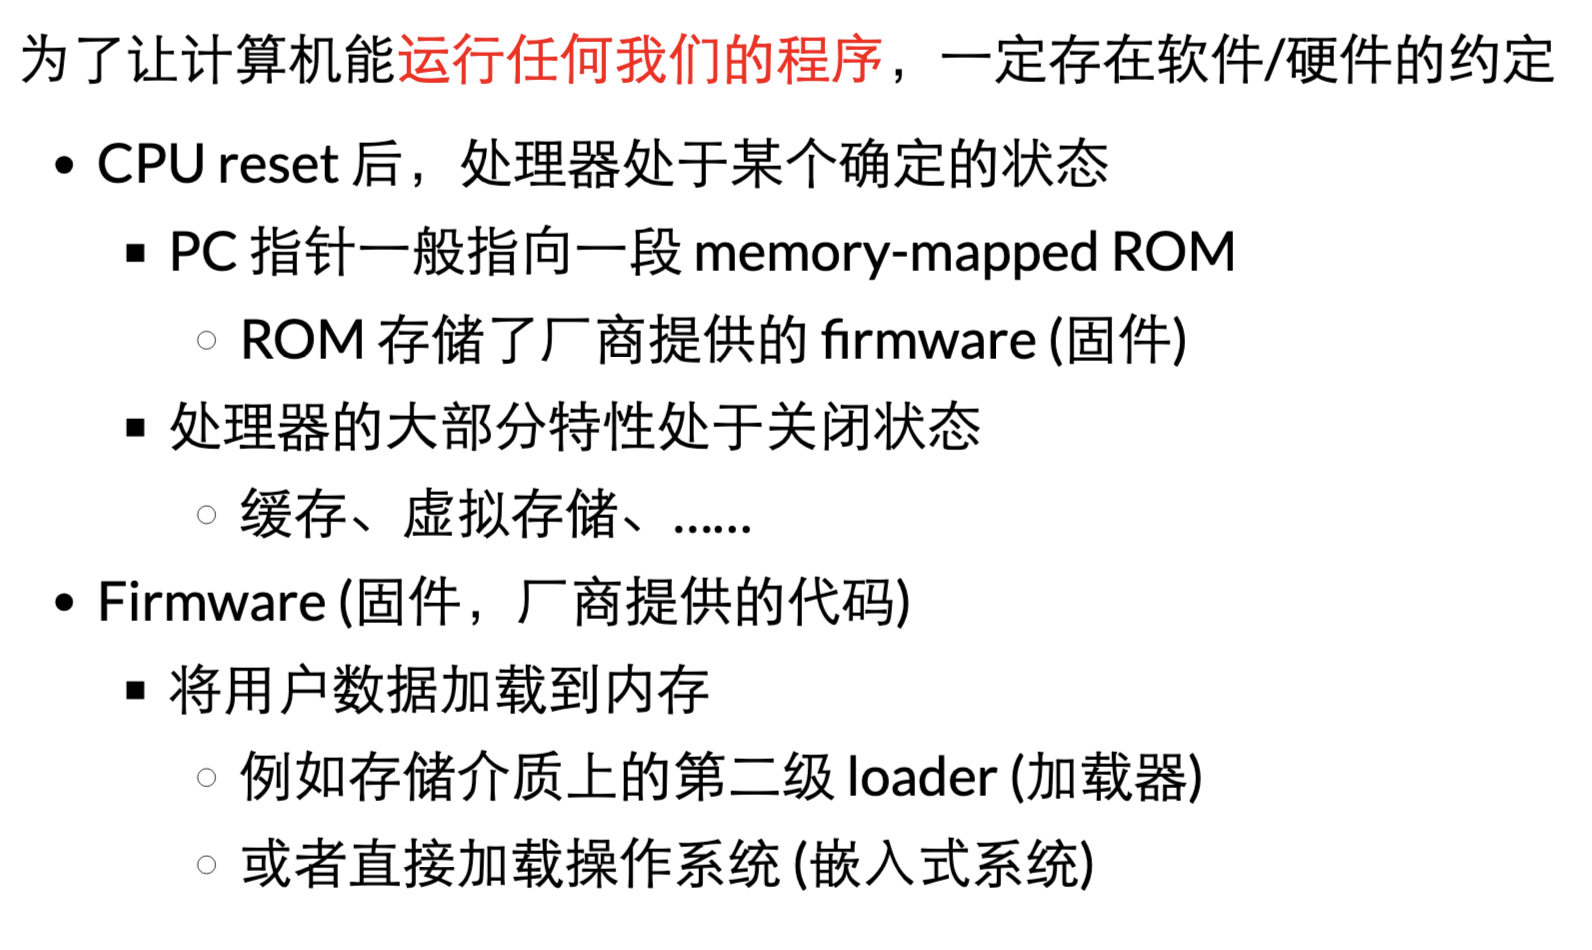 为了让计算机能运行任何我们的程序，一定存在软件/硬件的约定
• CPU reset 后，处理器处于某个确定的状态
▪ PC 指针一般指向一段 memory-mapped ROM
◦ ROM 存储了厂商提供的 firmware (固件)
▪ 处理器的大部分特性处于关闭状态
◦ 缓存、虚拟存储、……
• Firmware (固件，厂商提供的代码)
▪ 将用户数据加载到内存
◦ 例如存储介质上的第二级 loader (加载器)
◦ 或者直接加载操作系统 (嵌入式系统)